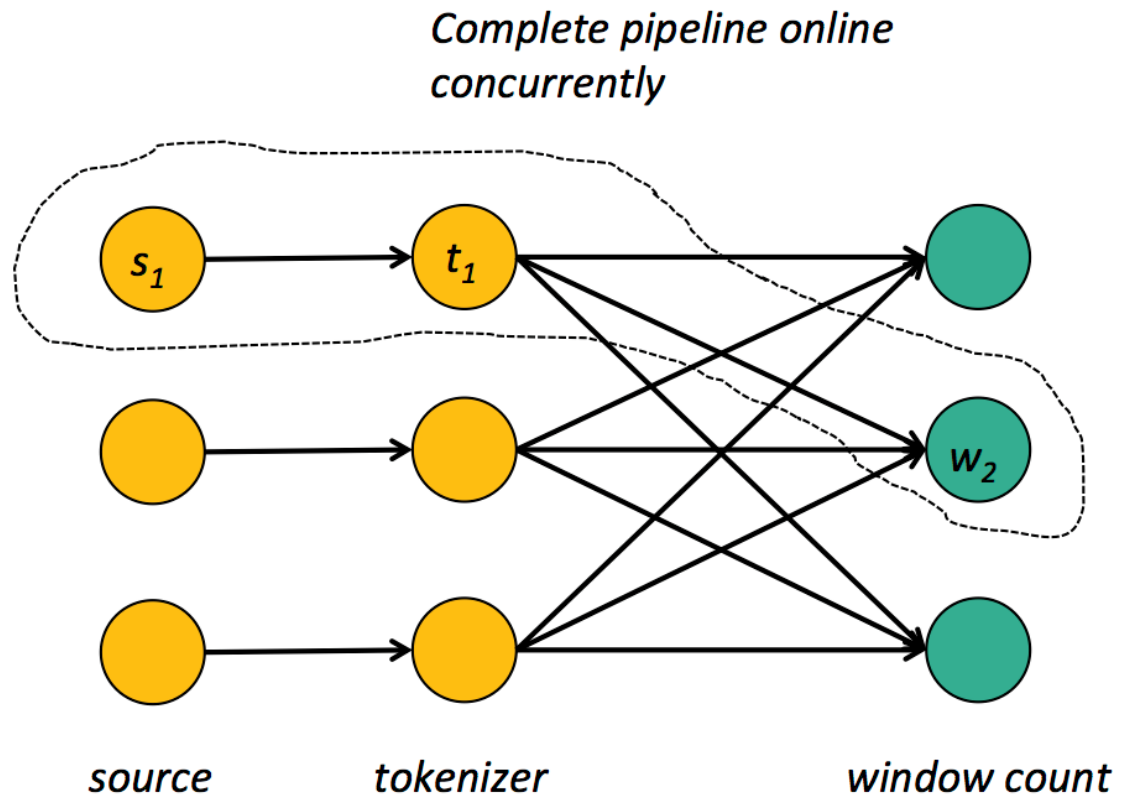 Complete pipeline online
concurrently
s1
t1
w2
source
tokenizer
window count